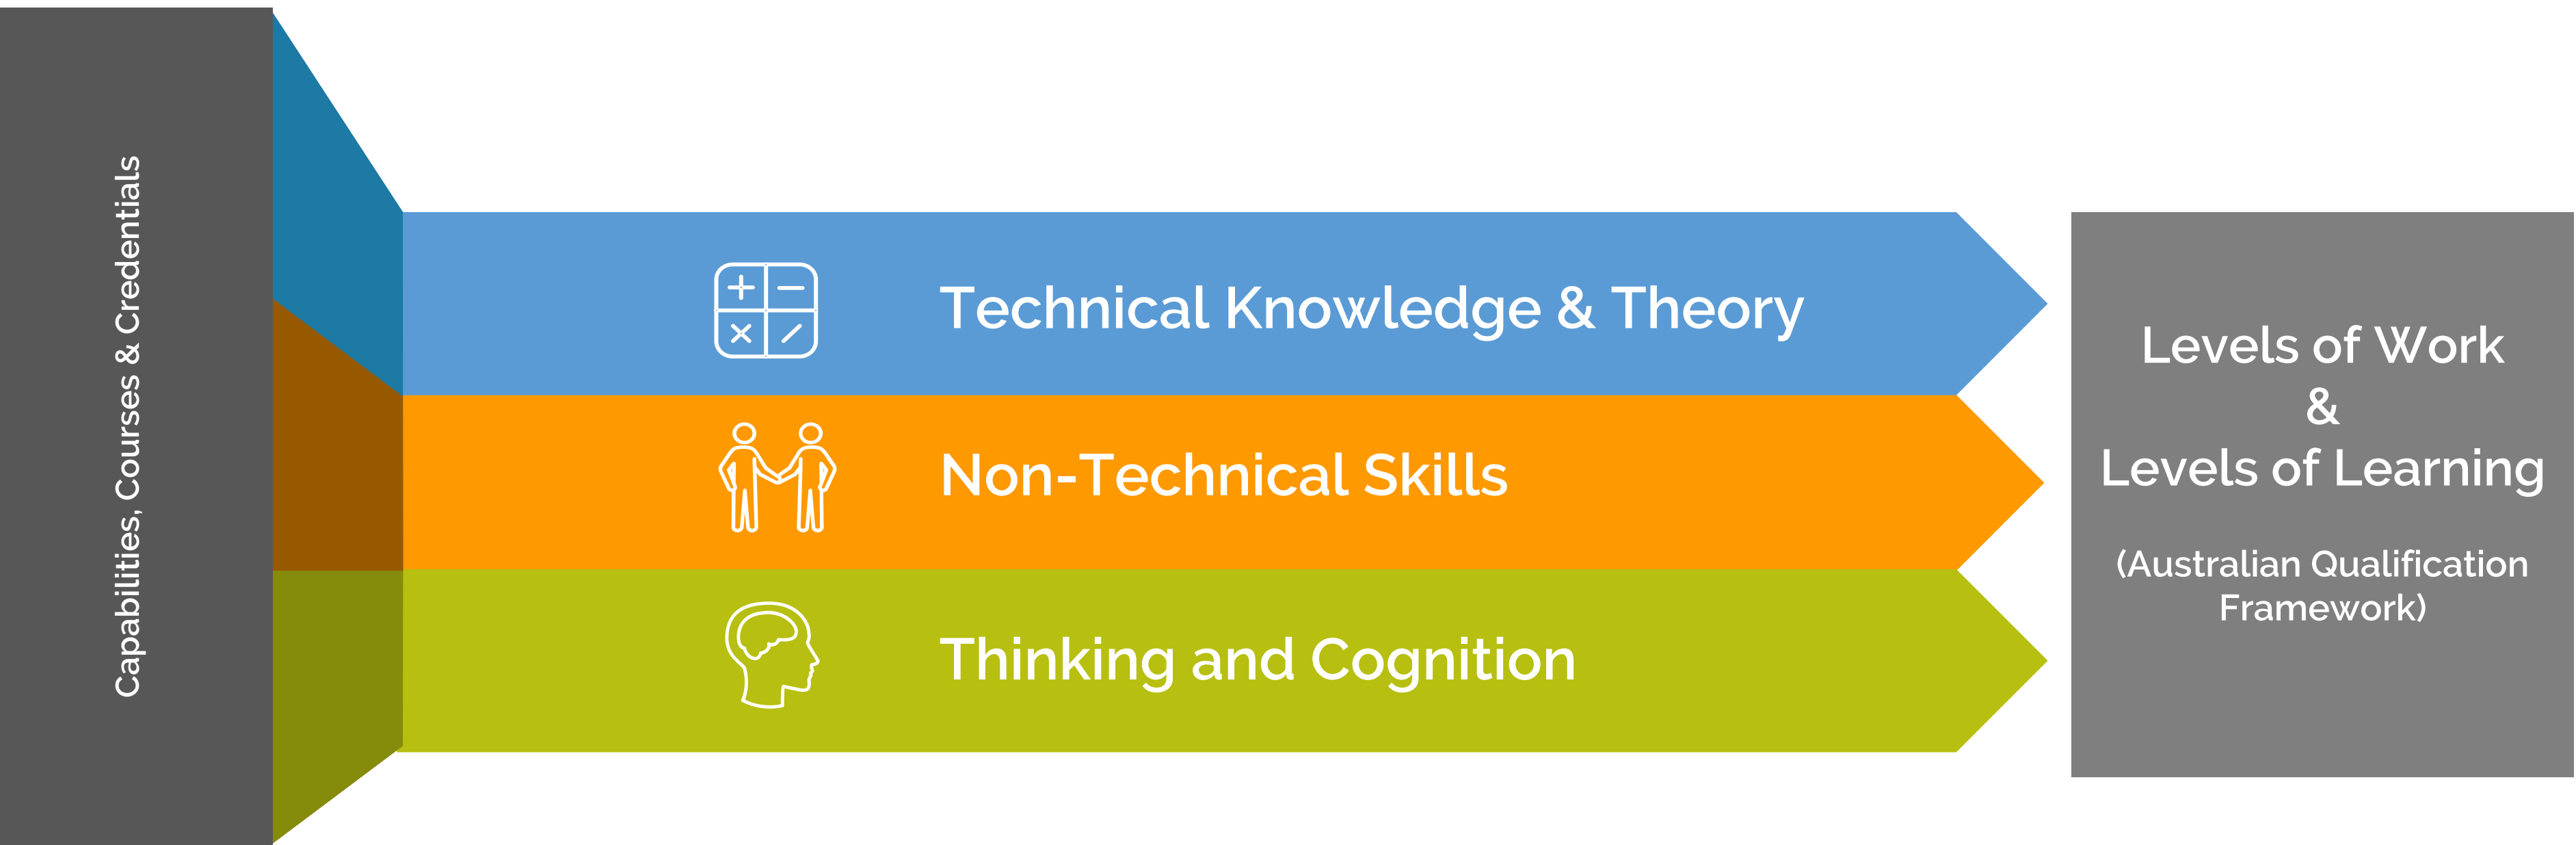 Capabilities, Courses & Credentials
Technical Knowledge & Theory
Non-Technical Skills
Thinking and Cognition
Levels of Work
&
Levels of Learning
(Australian Qualification
Framework)